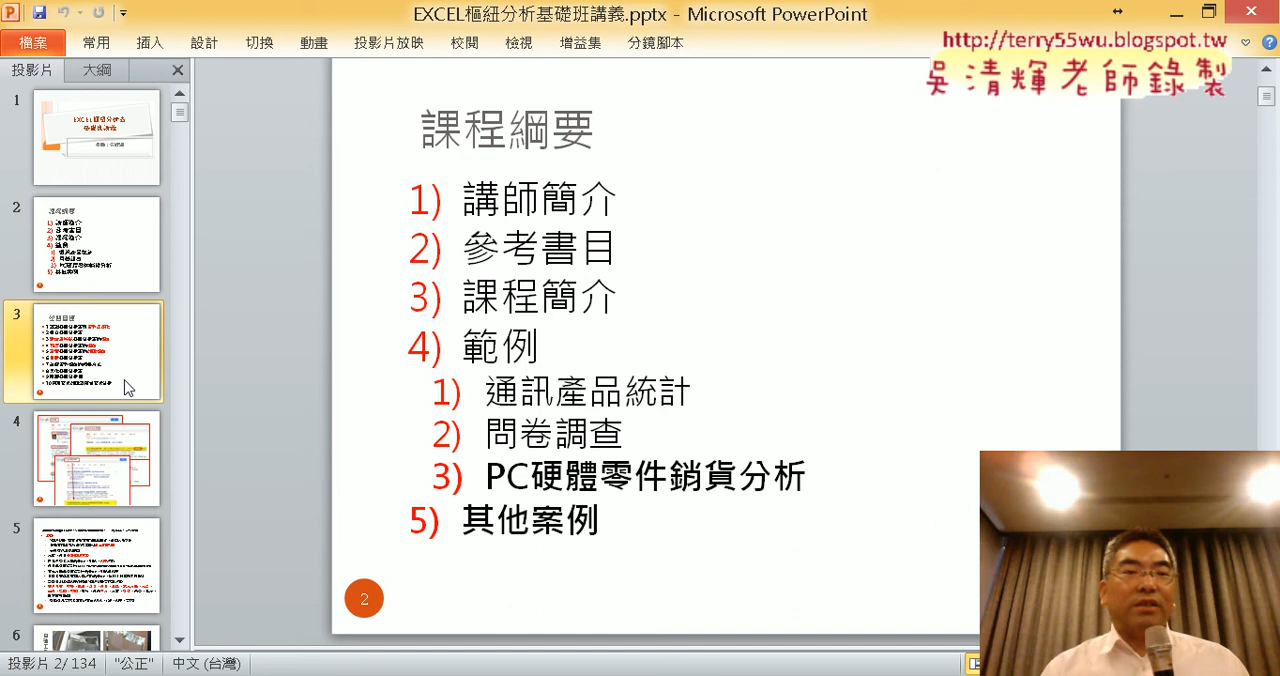 EXCEL樞紐分析基礎班講義.pptx - Microsoft PowerPoint
檔案 常用 插入 設計 切換 動畫 投影片放映 校閱 檢視 增益集 分鏡腳本
http://terry55wu.blogspot.tw
吳清輝老師錄製
投影片 大綱
1
2
3
4
5
6
課程綱要
1) 講師簡介
2) 參考書目
3) 課程簡介
4) 範例
1) 通訊產品統計
2) 問卷調查
3) PC硬體零件銷貨分析
5) 其他案例
2
投影片 2/ 134 "公正" 中文 (台灣)